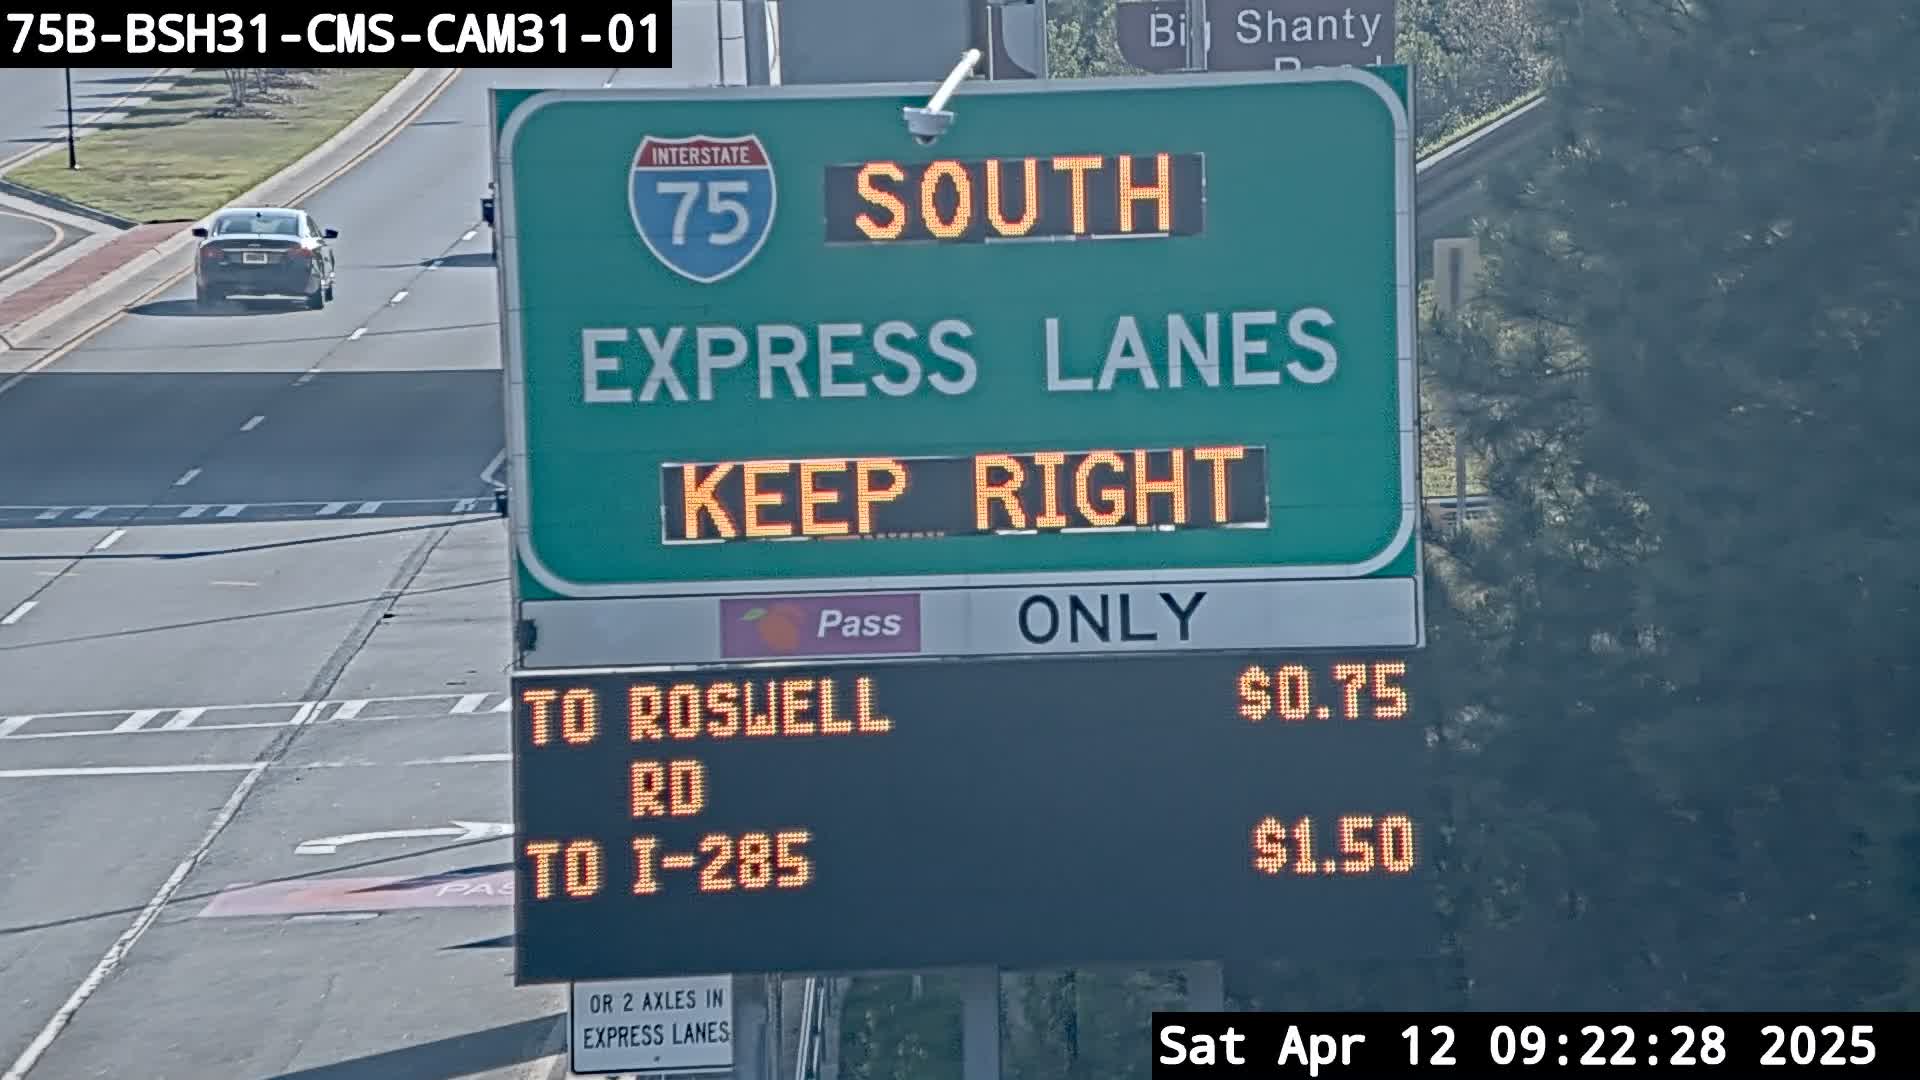 75B-BSH31-CMS-CAM31-01
Big Shanty
Road
INTERSTATE
75
SOUTH
EXPRESS LANES
KEEP RIGHT
Pass ONLY
TO ROSWELL $0.75
RD
TO I-285 $1.50
PAS
OR 2 AXLES IN
EXPRESS LANES
Sat Apr 12 09:22:28 2025